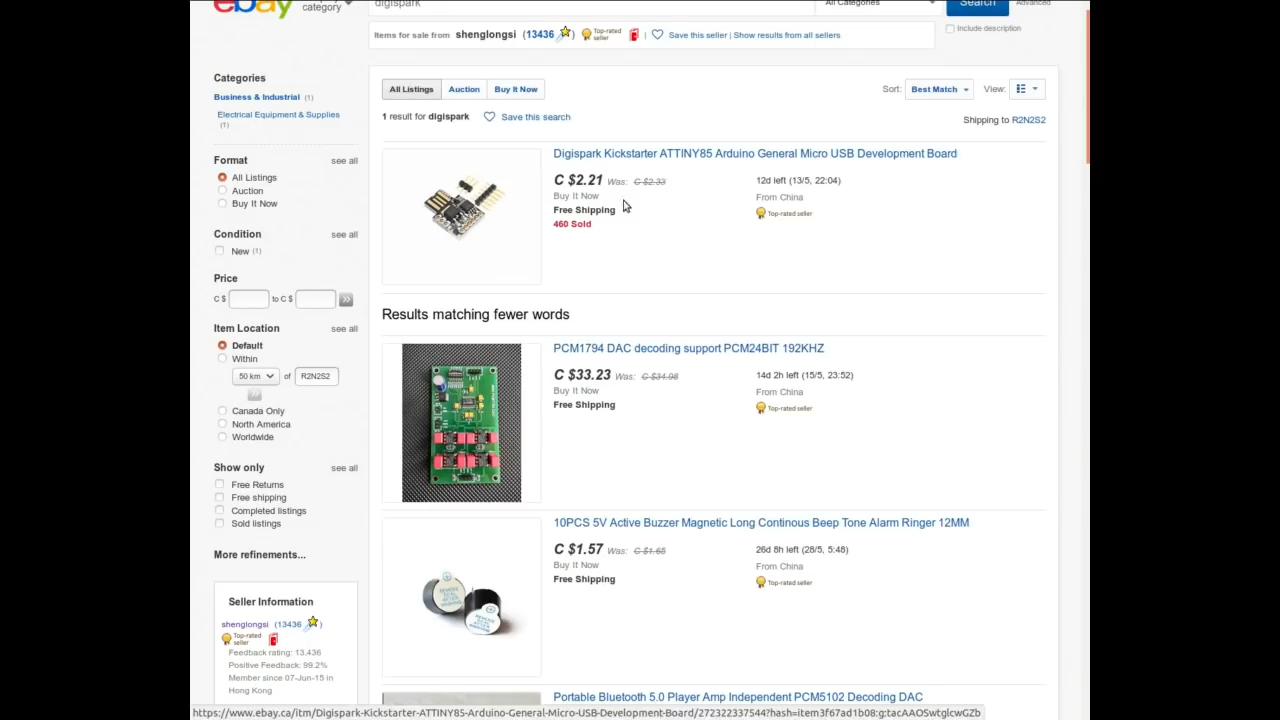 ebay
category
digispark
All Categories
Search
Advanced
Items for sale from shenglongsi (13436 ) Top-rated seller | Save this seller | Show results from all sellers
Include description
Categories
Business & Industrial (1)
Electrical Equipment & Supplies (1)
Format see all
All Listings
Auction
Buy It Now
Condition see all
New (1)
Price
C $ to C $
Item Location see all
Default
Within
50 km of R2N2S2
Canada Only
North America
Worldwide
Show only see all
Free Returns
Free shipping
Completed listings
Sold listings
More refinements...
Seller Information
shenglongsi (13436 )
Top-rated seller
Feedback rating: 13,436
Positive Feedback: 99.2%
Member since 07-Jun-15 in
Hong Kong
All Listings Auction Buy It Now
Sort: Best Match View:
1 result for digispark Save this search
Shipping to R2N2S2
Digispark Kickstarter ATTINY85 Arduino General Micro USB Development Board
C $2.21 Was: C $2.33
Buy It Now
Free Shipping
460 Sold
12d left (13/5, 22:04)
From China
Top-rated seller
Results matching fewer words
PCM1794 DAC decoding support PCM24BIT 192KHZ
C $33.23 Was: C $34.98
Buy It Now
Free Shipping
14d 2h left (15/5, 23:52)
From China
Top-rated seller
10PCS 5V Active Buzzer Magnetic Long Continous Beep Tone Alarm Ringer 12MM
C $1.57 Was: C $1.65
Buy It Now
Free Shipping
26d 8h left (28/5, 5:48)
From China
Top-rated seller
Portable Bluetooth 5.0 Player Amp Independent PCM5102 Decoding DAC
https://www.ebay.ca/itm/Digispark-Kickstarter-ATTINY85-Arduino-General-Micro-USB-Development-Board/272322337544?hash=item3f67ad1b08:g:tacAAOSwtglcwGZb